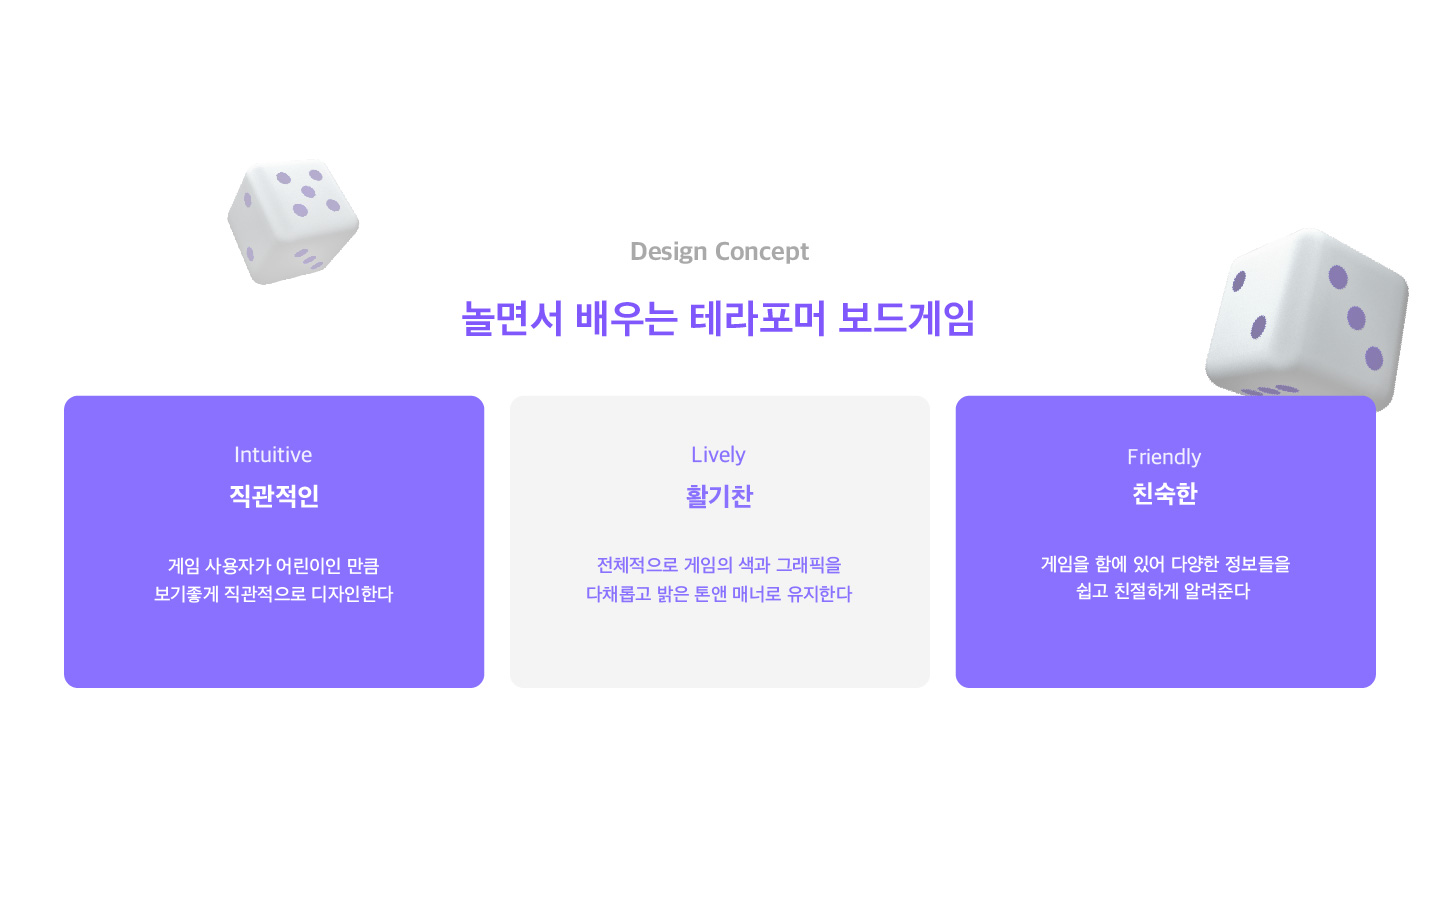 Design Concept
놀면서 배우는 테라포머 보드게임
Intuitive
직관적인
게임 사용자가 어린이인 만큼
보기좋게 직관적으로 디자인한다
Lively
활기찬
전체적으로 게임의 색과 그래픽을
다채롭고 밝은 톤앤 매너로 유지한다
Friendly
친숙한
게임을 함에 있어 다양한 정보들을
쉽고 친절하게 알려준다